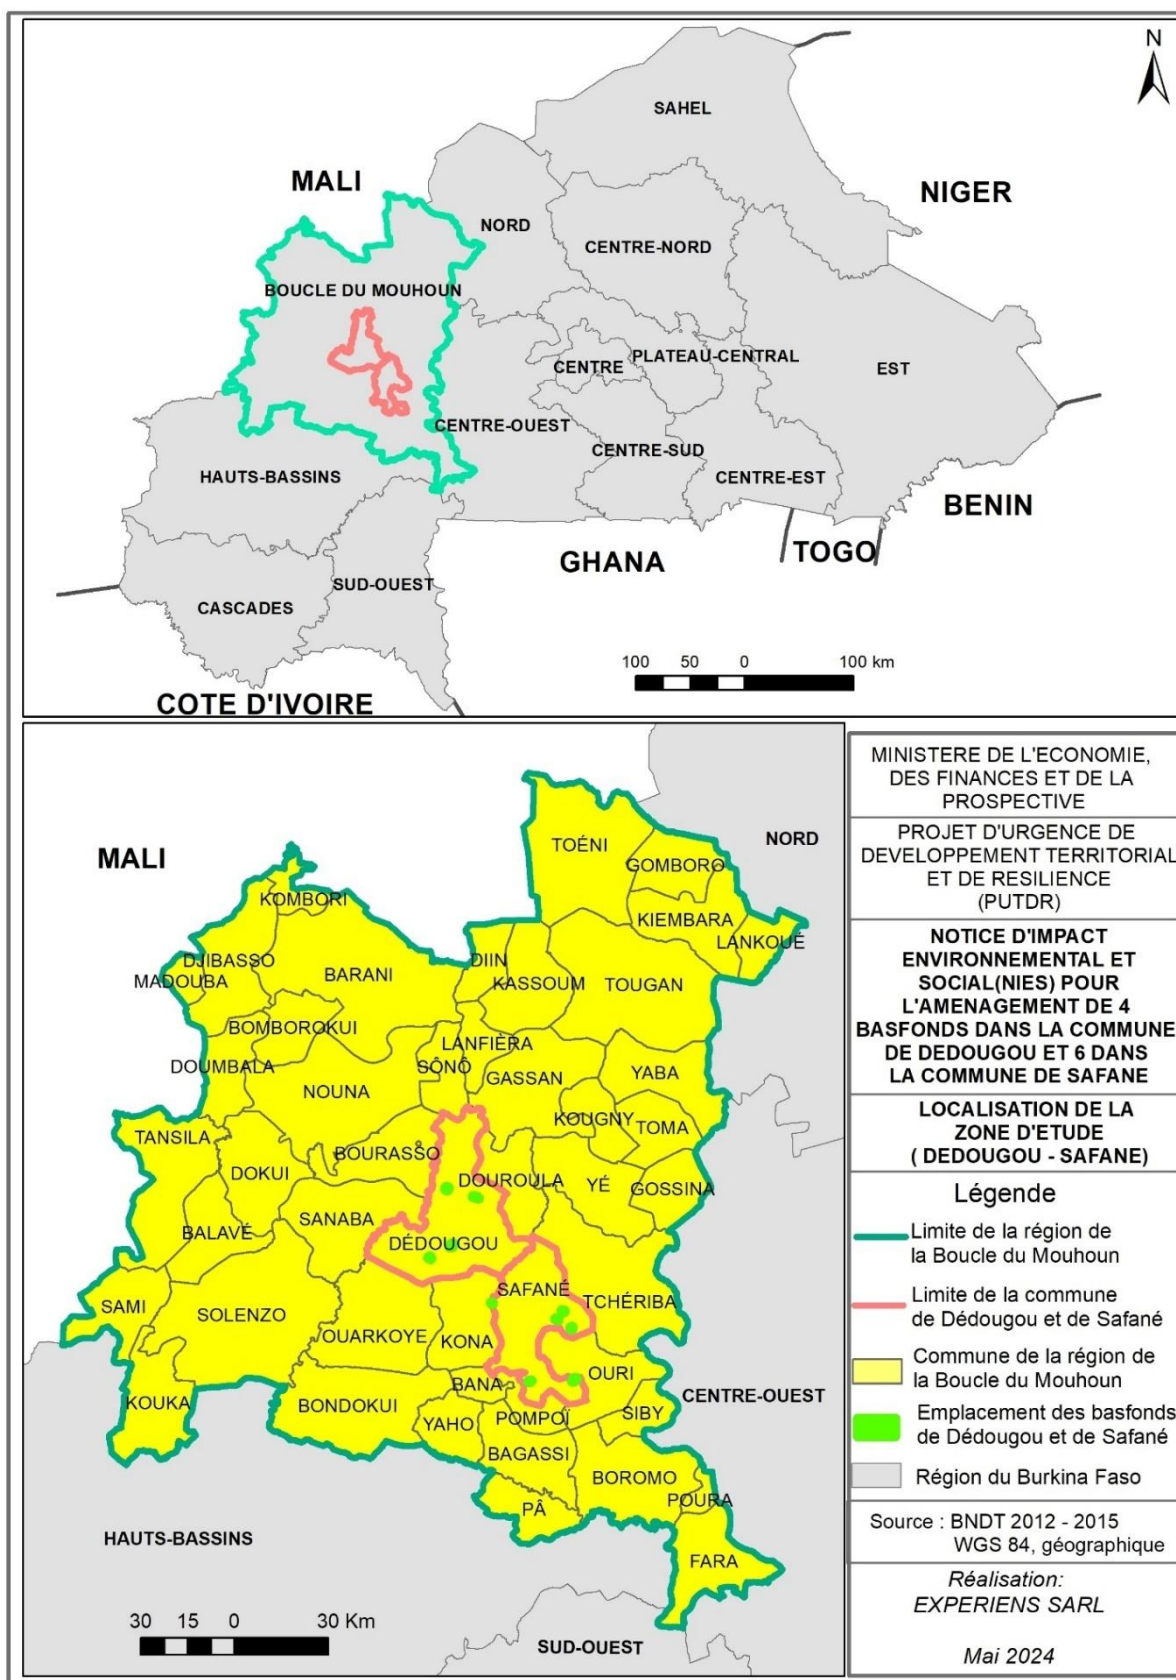 N
SAHEL
MALI
NIGER
NORD
CENTRE-NORD
BOUCLE DU MOUHOUN
PLATEAU-CENTRAL
CENTRE
EST
CENTRE-OUEST
CENTRE-SUD
HAUTS-BASSINS
CENTRE-EST
BENIN
TOGO
GHANA
SUD-OUEST
CASCADES
100 50 0 100 km
COTE D'IVOIRE
MALI
NORD
TOÉNI
GOMBORO
KOMBORI
KIEMBARA
LANKOUÉ
DJIBASSO
DIIN
MADOUBA
BARANI
KASSOUM
TOUGAN
BOMBOROKUI
LANFIÈRA
DOUMBALA
SÔNÔ
GASSAN
YABA
NOUNA
KOUGNY
TOMA
TANSILA
BOURASSO
DOKUI
DOUROULA
YÉ
GOSSINA
SANABA
BALAVÉ
DÉDOUGOU
SAFANÉ
TCHÉRIBA
SAMI
SOLENZO
OUARKOYE
KONA
OURI
BANA
CENTRE-OUEST
KOUKA
BONDOKUI
SIBY
YAHO
POMPOÏ
BAGASSI
BOROMO
POURA
PÂ
HAUTS-BASSINS
FARA
30 15 0 30 Km
SUD-OUEST
MINISTERE DE L'ECONOMIE,
DES FINANCES ET DE LA
PROSPECTIVE
PROJET D'URGENCE DE
DEVELOPPEMENT TERRITORIAL
ET DE RESILIENCE
(PUTDR)
NOTICE D'IMPACT
ENVIRONNEMENTAL ET
SOCIAL(NIES) POUR
L'AMENAGEMENT DE 4
BASFONDS DANS LA COMMUNE
DE DEDOUGOU ET 6 DANS
LA COMMUNE DE SAFANE
LOCALISATION DE LA
ZONE D'ETUDE
( DEDOUGOU - SAFANE)
Légende
Limite de la région de
la Boucle du Mouhoun
Limite de la commune
de Dédougou et de Safané
Commune de la région de
la Boucle du Mouhoun
Emplacement des basfonds
de Dédougou et de Safané
Région du Burkina Faso
Source : BNDT 2012 - 2015
WGS 84, géographique
Réalisation:
EXPERIENS SARL
Mai 2024